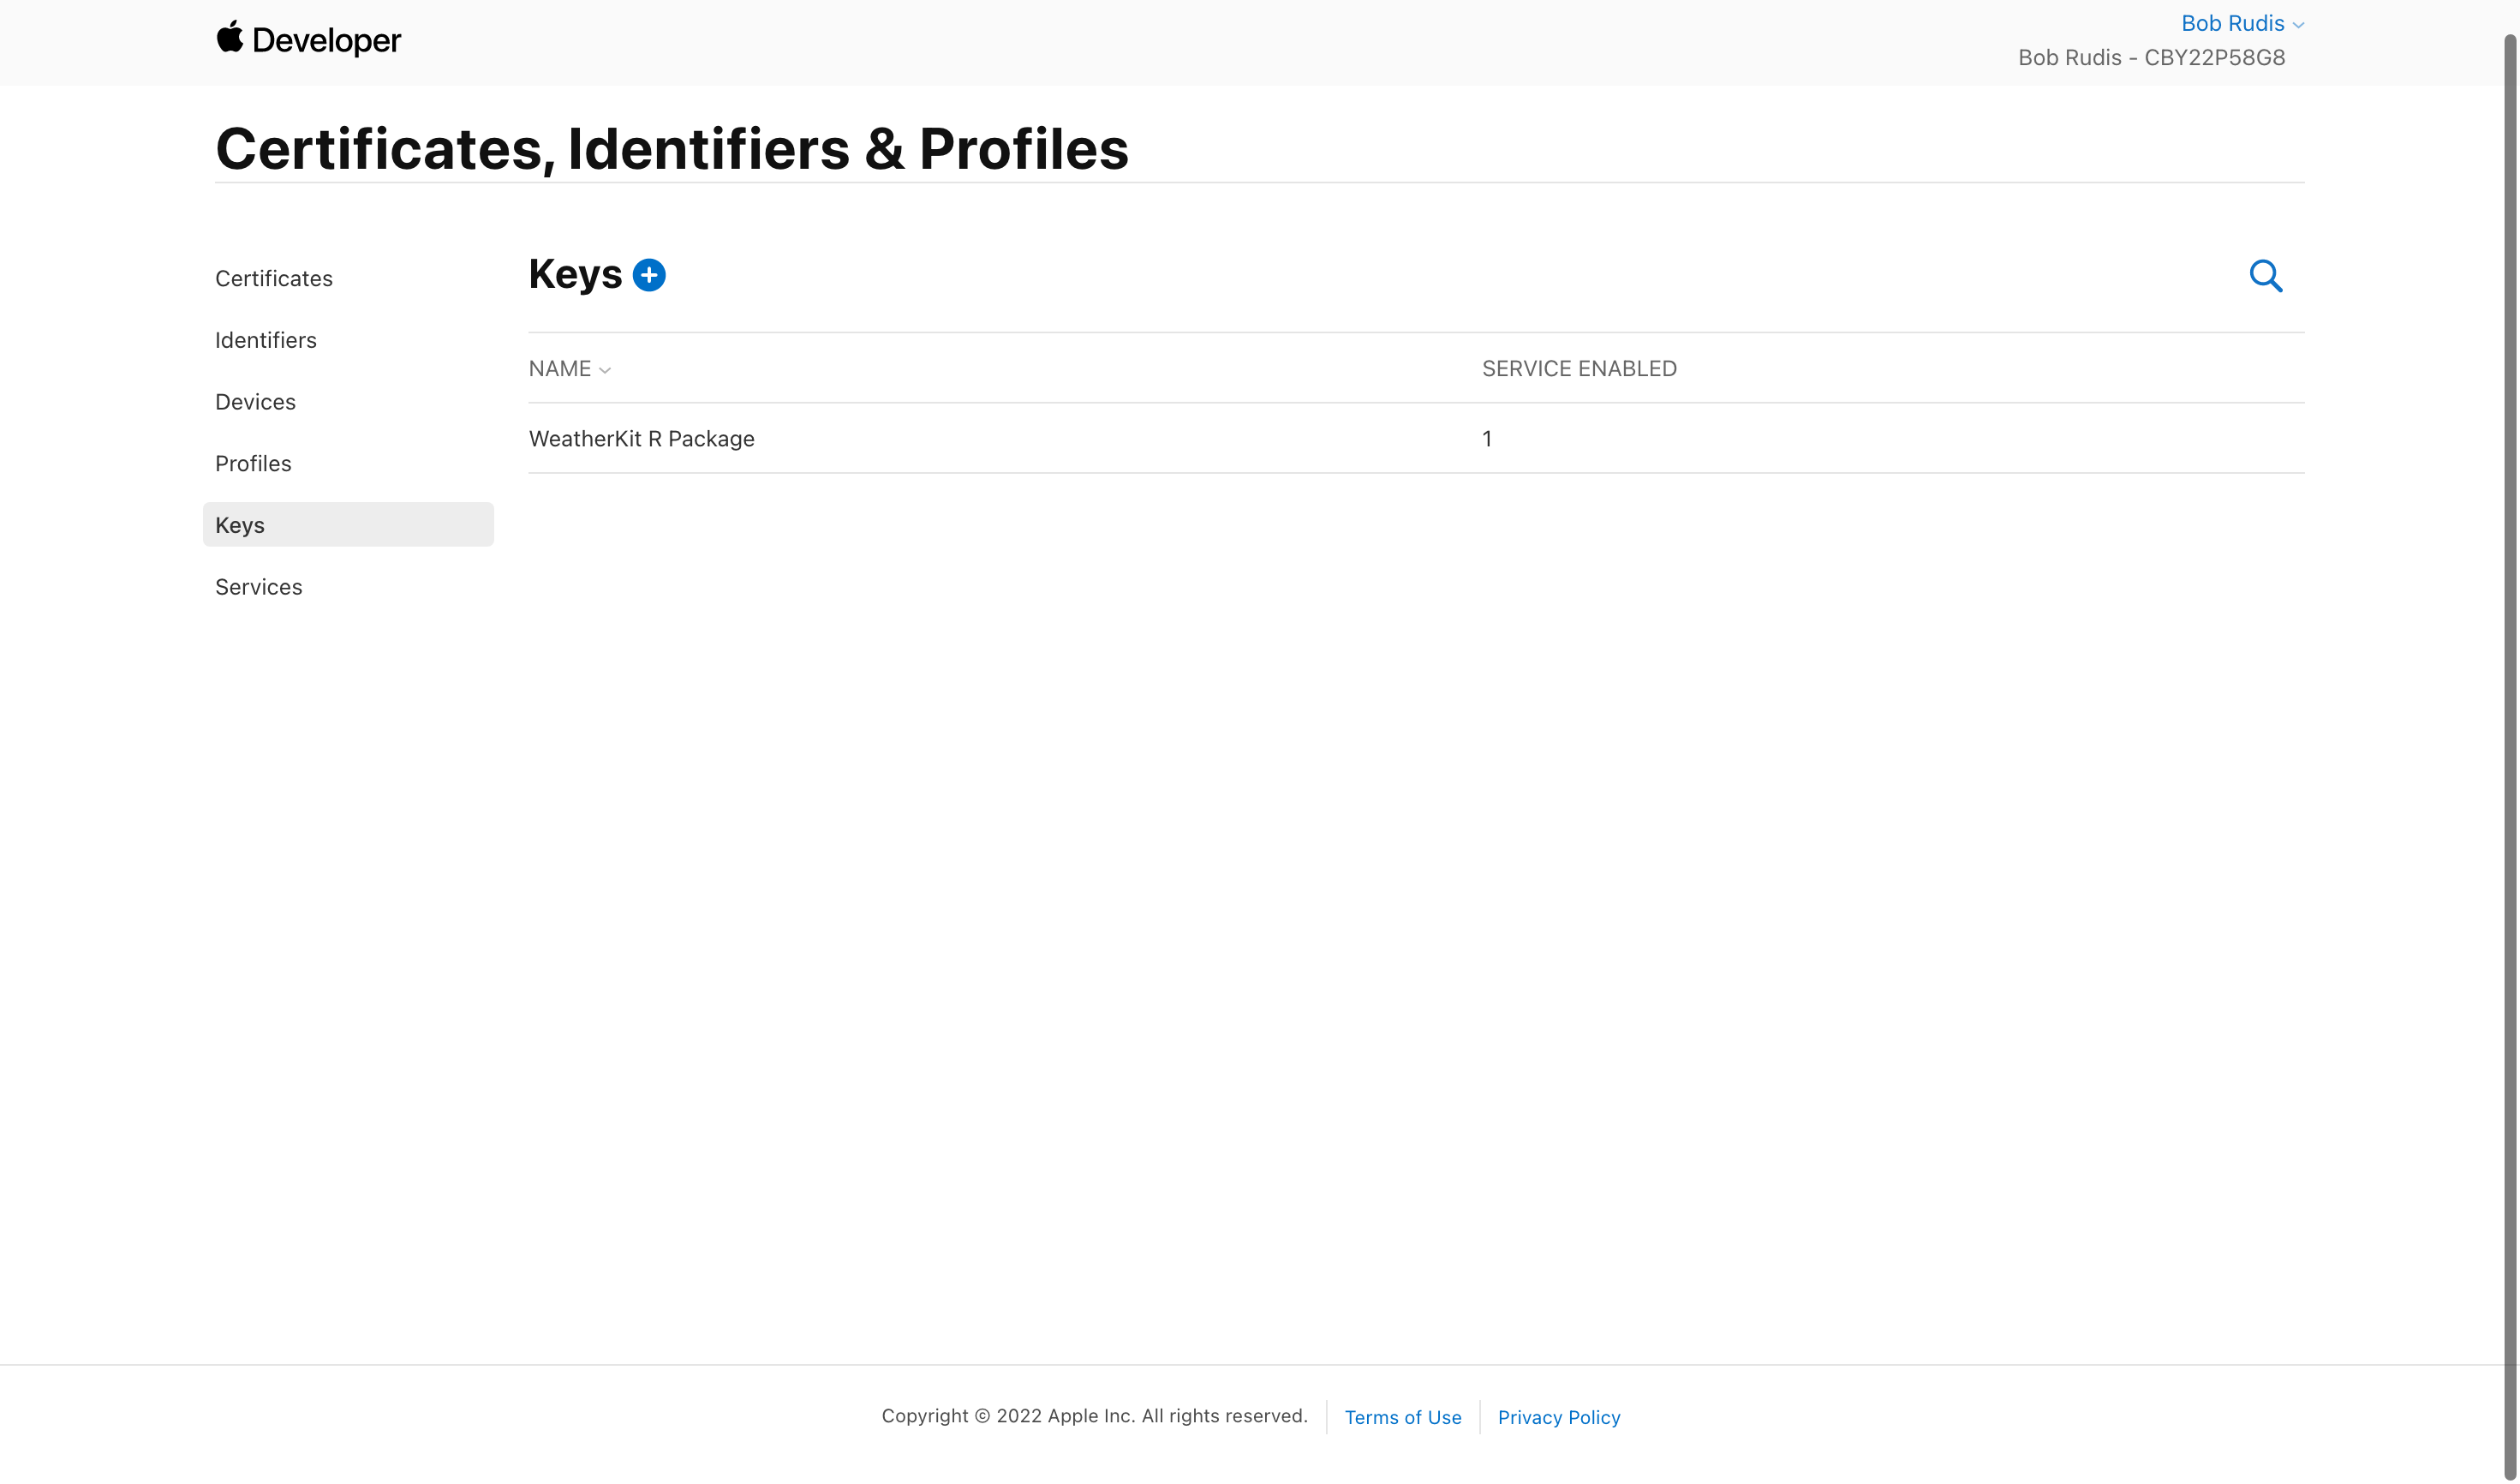 Developer
Bob Rudis
Bob Rudis - CBY22P58G8
Certificates, Identifiers & Profiles
Certificates
Identifiers
Devices
Profiles
Keys
Services
Keys
NAME SERVICE ENABLED
WeatherKit R Package 1
Copyright © 2022 Apple Inc. All rights reserved. Terms of Use Privacy Policy